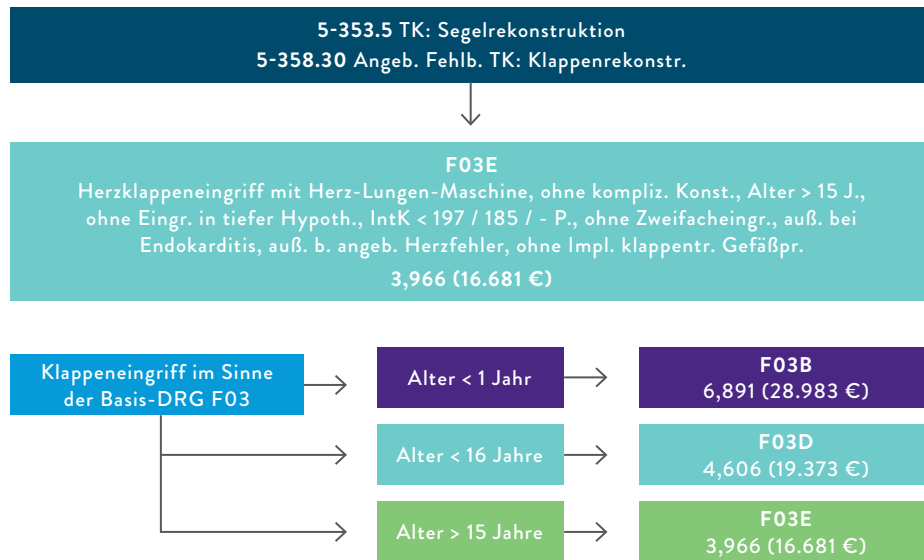 5-353.5 TK: Segelrekonstruktion
5-358.30 Angeb. Fehlb. TK: Klappenrekonstr.
F03E
Herzklappeneingriff mit Herz-Lungen-Maschine, ohne kompliz. Konst., Alter > 15 J.,
ohne Eingr. in tiefer Hypoth., IntK < 197 / 185 / - P., ohne Zweifacheingr., auß. bei
Endokarditis, auß. b. angeb. Herzfehler, ohne Impl. klappentr. Gefäßpr.
3,966 (16.681 €)
Klappeneingriff im Sinne
der Basis-DRG F03
Alter < 1 Jahr
F03B
6,891 (28.983 €)
Alter < 16 Jahre
F03D
4,606 (19.373 €)
Alter > 15 Jahre
F03E
3,966 (16.681 €)